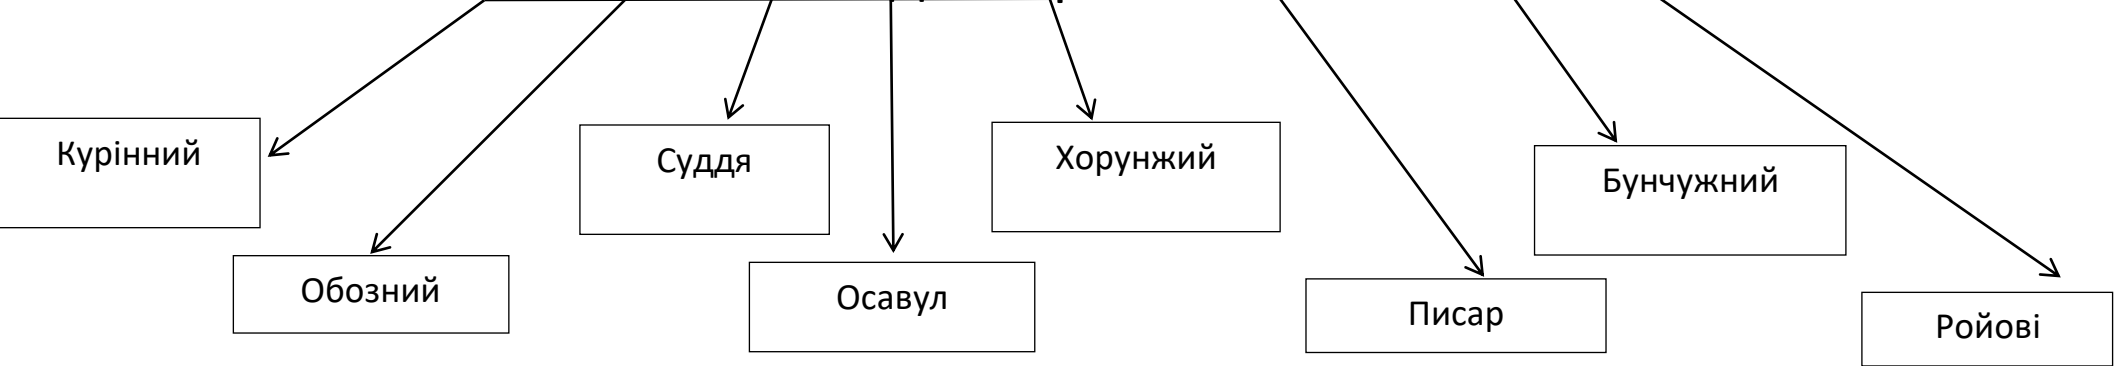 Курінний
Суддя
Хорунжий
Бунчужний
Обозний
Осавул
Писар
Ройові